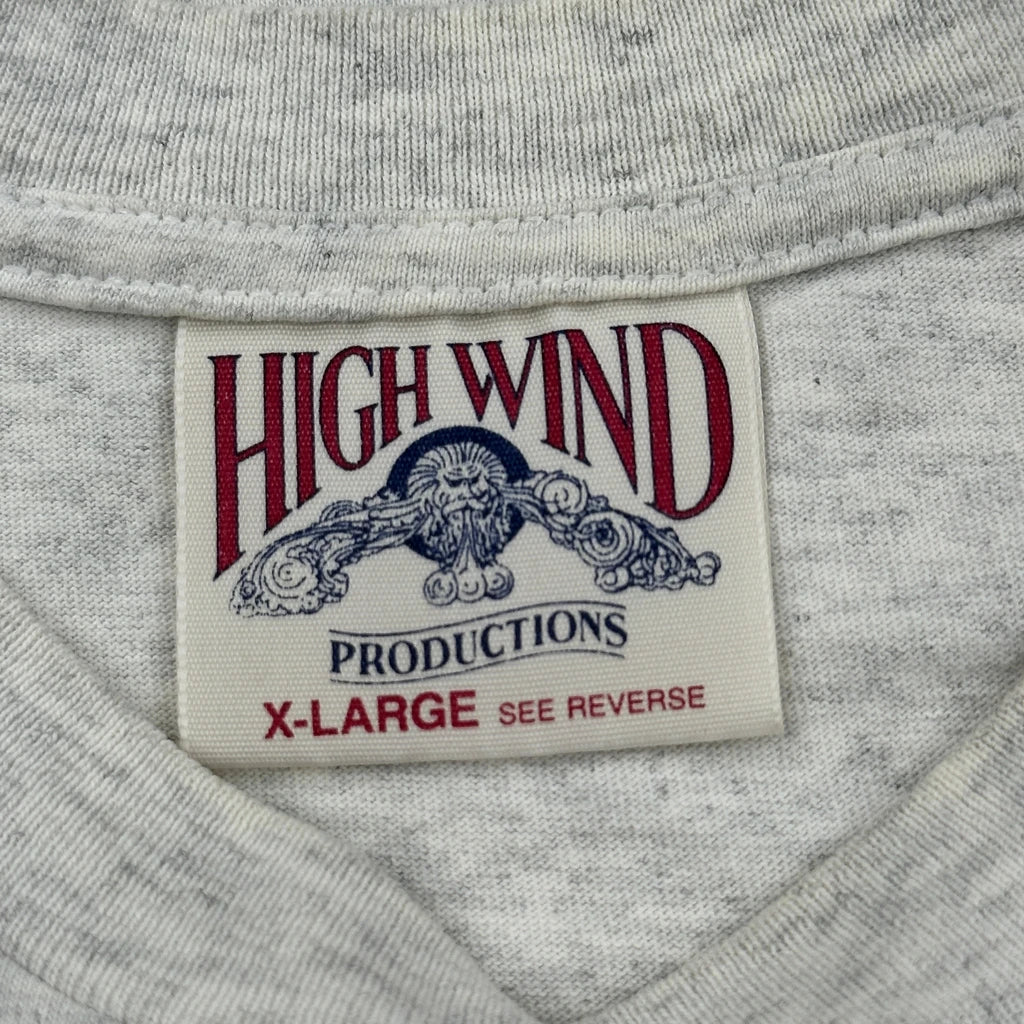 HIGH WIND
PRODUCTIONS
X-LARGE SEE REVERSE